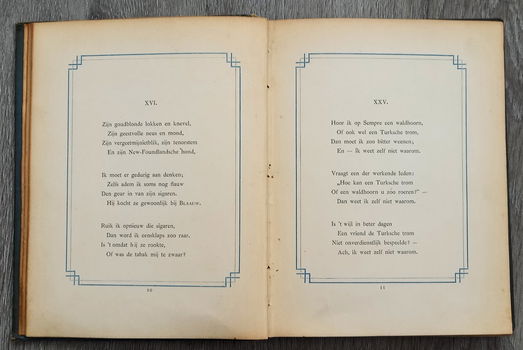 XVI.
Zijn goudblonde lokken en knevel,
Zijn geestvolle neus en mond,
Zijn vergeetmijnietblik, zijn tenorstem
En zijn New-Foundlandsche hond,
Ik moet er gedurig aan denken;
Zelfs adem ik soms nog flauw
Den geur in van zijn sigaren.
Hij kocht ze gewoonlijk bij BLAAUW.
Ruik ik opnieuw die sigaren,
Dan word ik eensklaps zoo raar.
Is 't omdat hij ze rookte,
Of was de tabak mij te zwaar?
10
XXV.
Hoor ik op Sempre een waldhoorn,
Of ook wel een Turksche trom
Dan moet ik zoo bitter weenen;
En — ik weet zelf niet waarom.
Vraagt een der werkende leden:
„Hoe kan een Turksche trom
Of een waldhoorn u zoo roeren?" —
Dan weet ik zelf niet waarom.
Is 't wijl in beter dagen
Een vriend de Turksche trom
Niet onverdienstlijk bespeelde? —
Ach, ik weet zelf niet waarom.
11